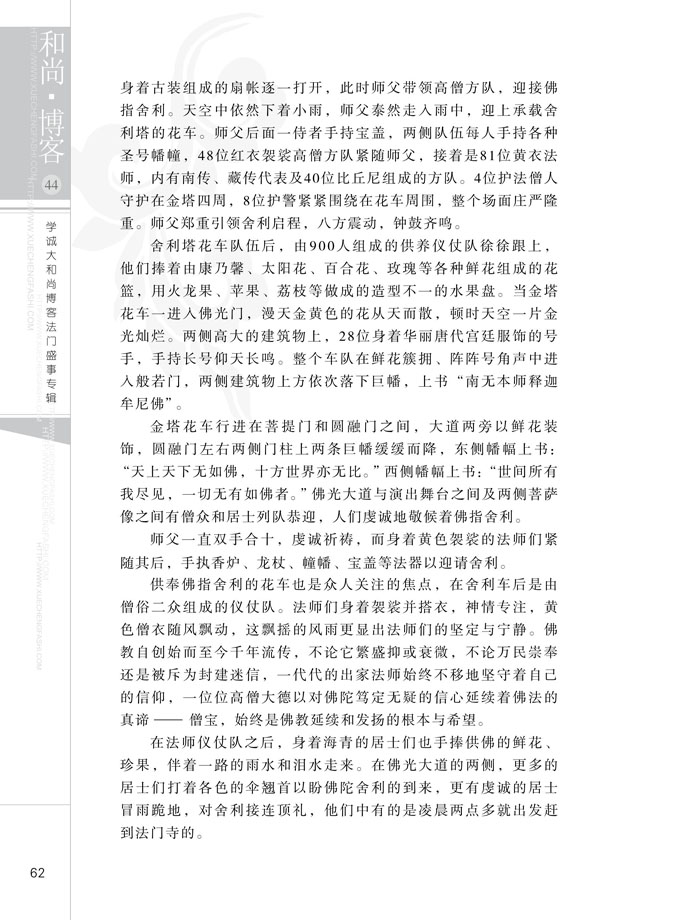 和尚·博客
44
学诚大和尚博客法门盛事专辑
身着古装组成的扇帐逐一打开，此时师父带领高僧方队，迎接佛
指舍利。天空中依然下着小雨，师父泰然走入雨中，迎上承载舍
利塔的花车。师父后面一侍者手持宝盖，两侧队伍每人手持各种
圣号幡幢，48位红衣袈裟高僧方队紧随师父，接着是81位黄衣法
师，内有南传、藏传代表及40位比丘尼组成的方队。4位护法僧人
守护在金塔四周，8位护警紧紧围绕在花车周围，整个场面庄严隆
重。师父郑重引领舍利启程，八方震动，钟鼓齐鸣。
舍利塔花车队伍后，由900人组成的供养仪仗队徐徐跟上，
他们捧着由康乃馨、太阳花、百合花、玫瑰等各种鲜花组成的花
篮，用火龙果、苹果、荔枝等做成的造型不一的水果盘。当金塔
花车一进入佛光门，漫天金黄色的花从天而散，顿时天空一片金
光灿烂。两侧高大的建筑物上，28位身着华丽唐代宫廷服饰的号
手，手持长号仰天长鸣。整个车队在鲜花簇拥、阵阵号角声中进
入般若门，两侧建筑物上方依次落下巨幡，上书“南无本师释迦
牟尼佛”。
金塔花车行进在菩提门和圆融门之间，大道两旁以鲜花装
饰，圆融门左右两侧门柱上两条巨幡缓缓而降，东侧幡幅上书：
“天上天下无如佛，十方世界亦无比。”西侧幡幅上书：“世间所有
我尽见，一切无有如佛者。”佛光大道与演出舞台之间及两侧菩萨
像之间有僧众和居士列队恭迎，人们虔诚地敬候着佛指舍利。
师父一直双手合十，虔诚祈祷，而身着黄色袈裟的法师们紧
随其后，手执香炉、龙杖、幢幡、宝盖等法器以迎请舍利。
供奉佛指舍利的花车也是众人关注的焦点，在舍利车后是由
僧俗二众组成的仪仗队。法师们身着袈裟并搭衣，神情专注，黄
色僧衣随风飘动，这飘摇的风雨更显出法师们的坚定与宁静。佛
教自创始而至今千年流传，不论它繁盛抑或衰微，不论万民崇奉
还是被斥为封建迷信，一代代的出家法师始终不移地坚守着自己
的信仰，一位位高僧大德以对佛陀笃定无疑的信心延续着佛法的
真谛 —— 僧宝，始终是佛教延续和发扬的根本与希望。
在法师仪仗队之后，身着海青的居士们也手捧供佛的鲜花、
珍果，伴着一路的雨水和泪水走来。在佛光大道的两侧，更多的
居士们打着各色的伞翘首以盼佛陀舍利的到来，更有虔诚的居士
冒雨跪地，对舍利接连顶礼，他们中有的是凌晨两点多就出发赶
到法门寺的。
62